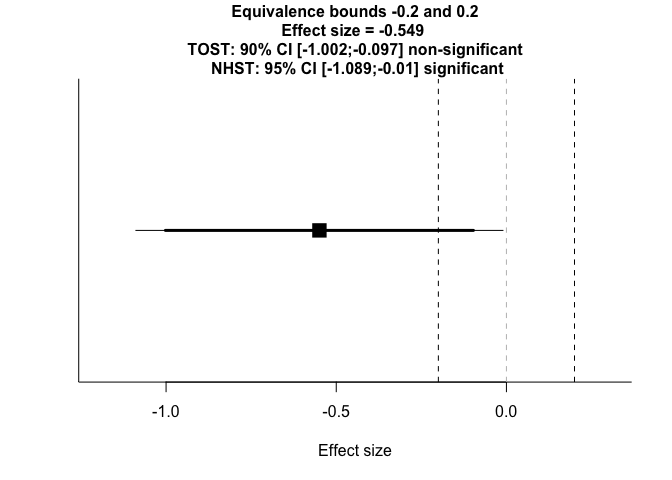 Equivalence bounds -0.2 and 0.2
Effect size = -0.549
TOST: 90% CI [-1.002;-0.097] non-significant
NHST: 95% CI [-1.089;-0.01] significant
-1.0 -0.5 0.0
Effect size